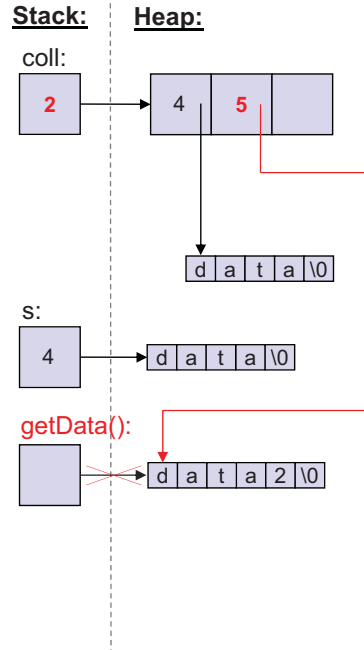 Stack: Heap:
coll:
2 4 5
d a t a \0
s:
4 d a t a \0
getData():
d a t a 2 \0